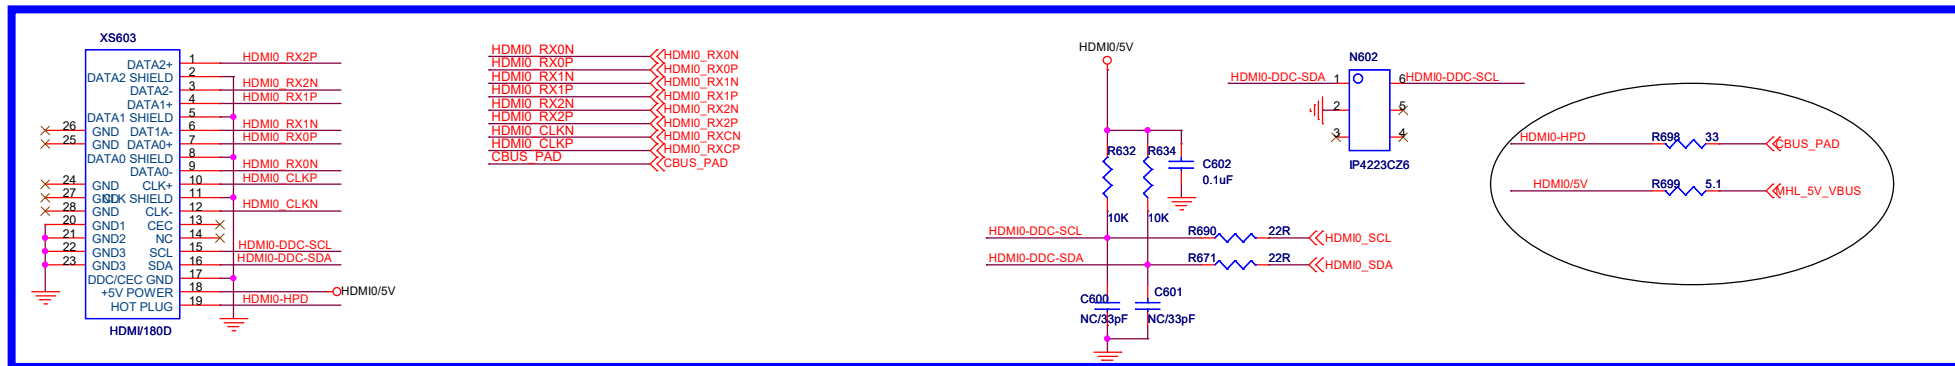 XS603
DATA2+ 1 HDMI0_RX2P
DATA2 SHIELD 2
DATA2- 3 HDMI0_RX2N
DATA1+ 4 HDMI0_RX1P
DATA1 SHIELD 5
26 GND DAT1A- 6 HDMI0_RX1N
25 GND DATA0+ 7 HDMI0_RX0P
DATA0 SHIELD 8
DATA0- 9 HDMI0_RX0N
24 GND CLK+ 10 HDMI0_CLKP
27 GND CLK SHIELD 11
28 GND CLK- 12 HDMI0_CLKN
20 GND1 CEC 13
21 GND2 NC 14
22 GND3 SCL 15 HDMI0-DDC-SCL
23 GND3 SDA 16 HDMI0-DDC-SDA
DDC/CEC GND 17
+5V POWER 18 HDMI0/5V
HOT PLUG 19 HDMI0-HPD
HDMI/180D
HDMI0_RX0N HDMI0_RX0N
HDMI0_RX0P HDMI0_RX0P
HDMI0_RX1N HDMI0_RX1N
HDMI0_RX1P HDMI0_RX1P
HDMI0_RX2N HDMI0_RX2N
HDMI0_RX2P HDMI0_RX2P
HDMI0_CLKN HDMI0_RXCN
HDMI0_CLKP HDMI0_RXCP
CBUS_PAD CBUS_PAD
HDMI0/5V
R632 R634
C602
0.1uF
10K 10K
HDMI0-DDC-SCL R690 22R HDMI0_SCL
HDMI0-DDC-SDA R671 22R HDMI0_SDA
C600 C601
NC/33pF NC/33pF
N602
HDMI0-DDC-SDA 1 6 HDMI0-DDC-SCL
2 5
3 4
IP4223CZ6
HDMI0-HPD R698 33 CBUS_PAD
HDMI0/5V R699 5.1 MHL_5V_VBUS